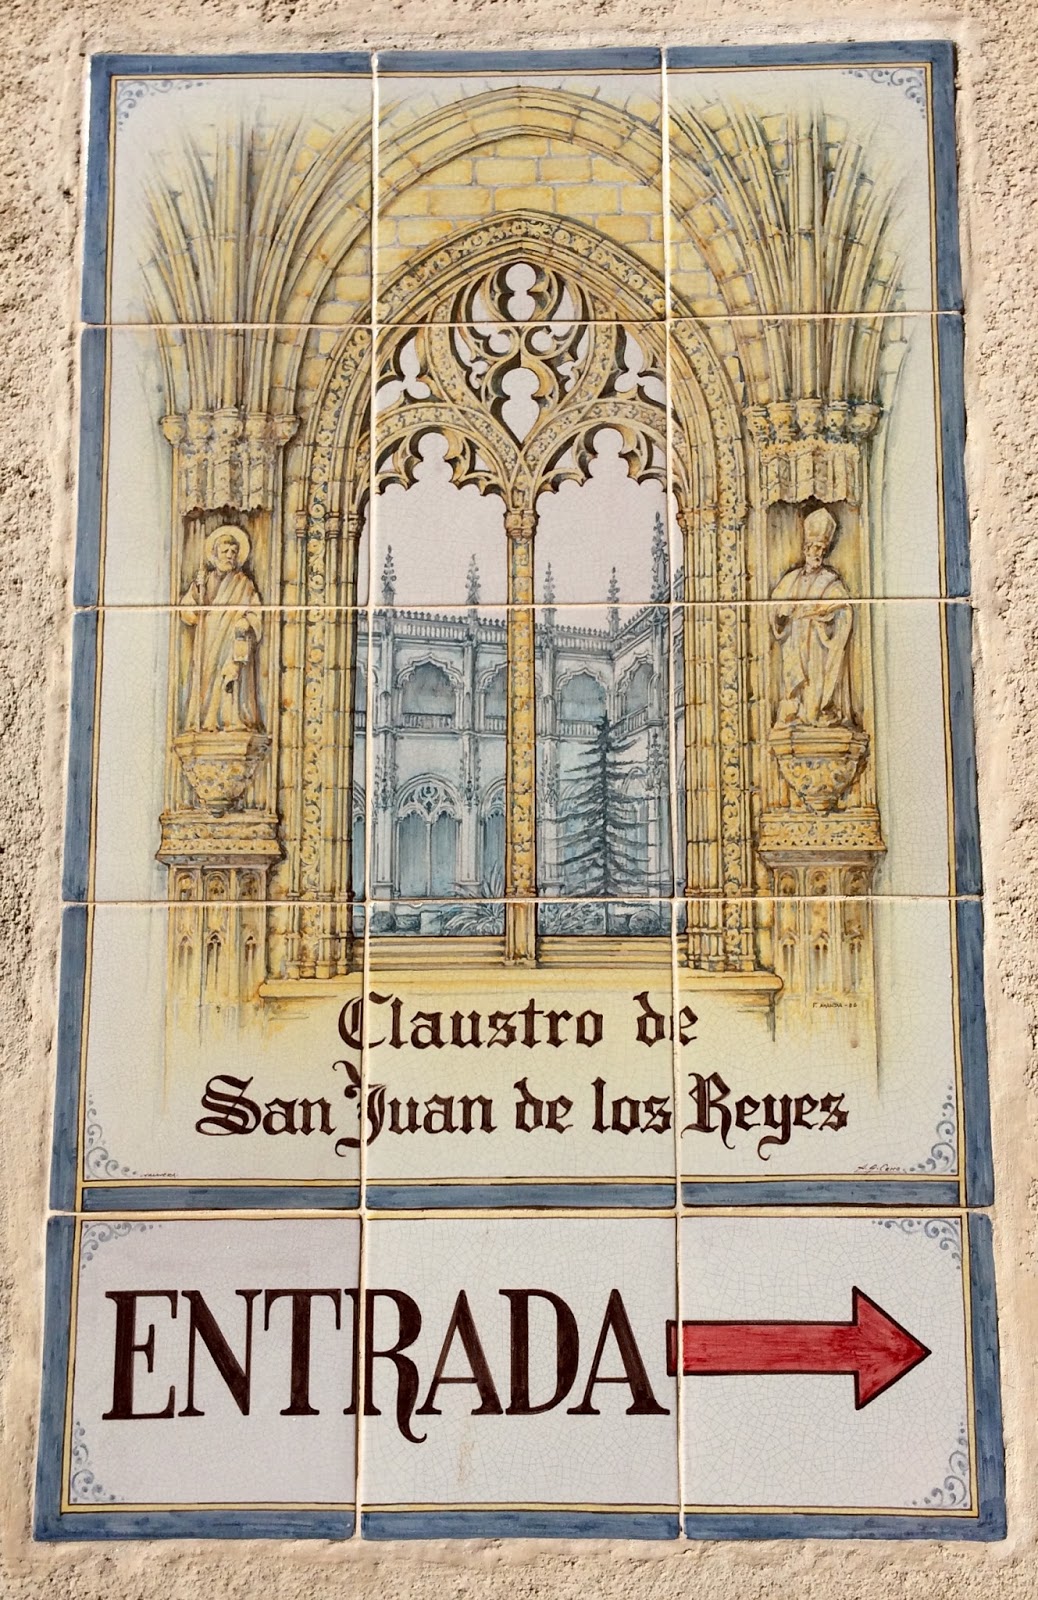 Claustro de
San Juan de los Reyes
ENTRADA